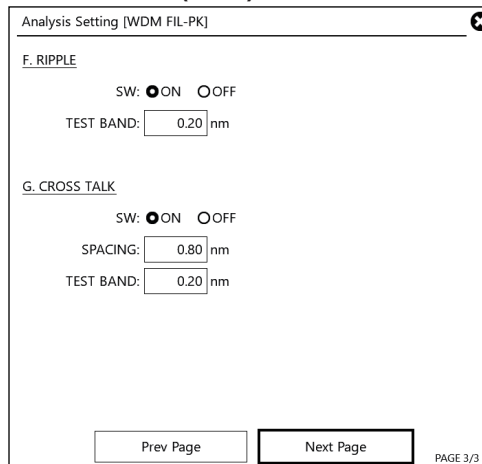 Analysis Setting [WDM FIL-PK]
F. RIPPLE
SW: ON OFF
TEST BAND: 0.20 nm
G. CROSS TALK
SW: ON OFF
SPACING: 0.80 nm
TEST BAND: 0.20 nm
Prev Page Next Page PAGE 3/3